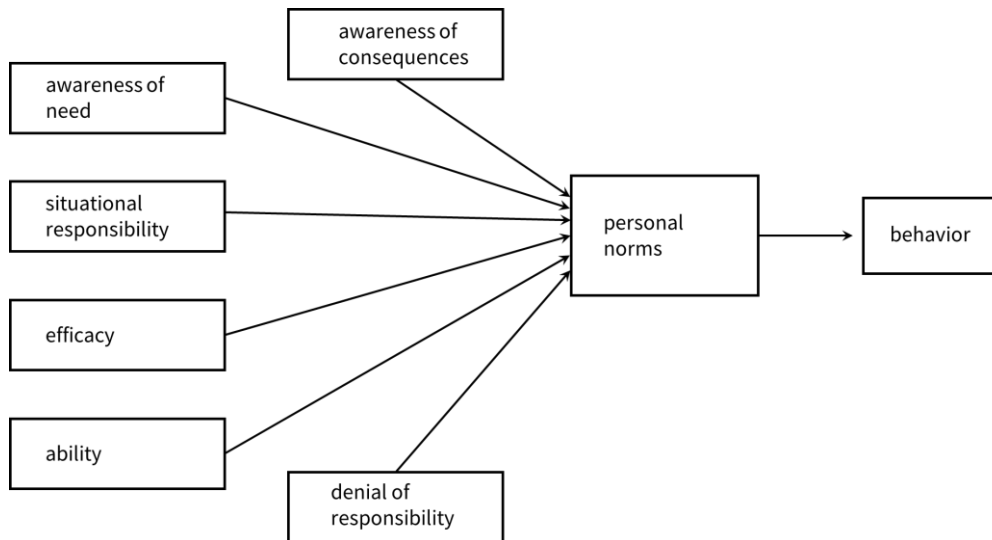 awareness of
consequences
awareness of
need
situational
responsibility
efficacy
ability
denial of
responsibility
personal
norms
behavior